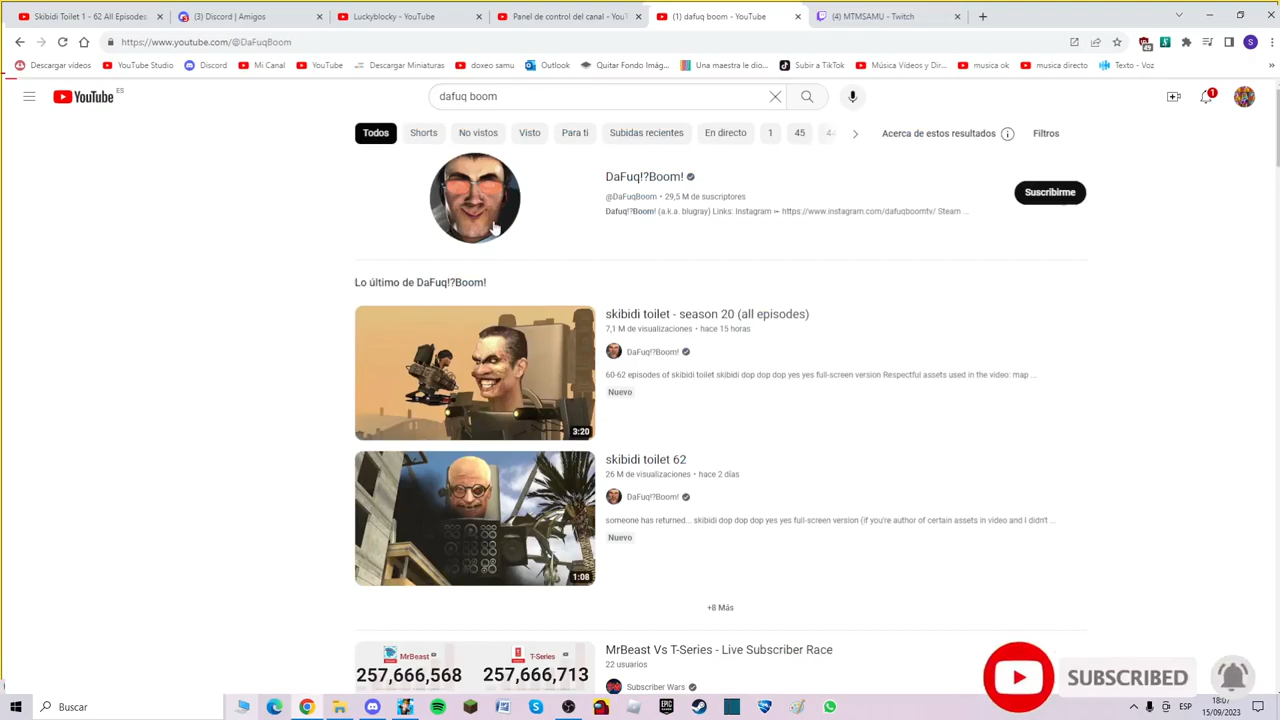 Skibidi Toilet 1 - 62 All Episodes
(3) Discord | Amigos
Luckyblocky - YouTube
Panel de control del canal - YouT
(1) dafuq boom - YouTube
(4) MTMSAMU - Twitch
https://www.youtube.com/@DaFuqBoom
Descargar vídeos
YouTube Studio
Discord
Mi Canal
YouTube
Descargar Miniaturas
doxeo samu
Outlook
Quitar Fondo Imág...
Una maestra le dio...
Subir a TikTok
Música Vídeos y Dir...
musica ok
musica directo
Texto - Voz
YouTube ES
dafuq boom
1
Todos
Shorts
No vistos
Visto
Para ti
Subidas recientes
En directo
1
45
44
Acerca de estos resultados
Filtros
DaFuq!?Boom!
@DaFuqBoom • 29,5 M de suscriptores
Dafuq!?Boom! (a.k.a. blugray) Links: Instagram ➖ https://www.instagram.com/dafuqboomtv/ Steam ...
Suscribirme
Lo último de DaFuq!?Boom!
skibidi toilet - season 20 (all episodes)
7,1 M de visualizaciones • hace 15 horas
DaFuq!?Boom!
60-62 episodes of skibidi toilet skibidi dop dop dop yes yes full-screen version Respectful assets used in the video: map ...
Nuevo
3:20
skibidi toilet 62
26 M de visualizaciones • hace 2 días
DaFuq!?Boom!
someone has returned... skibidi dop dop dop yes yes full-screen version (if you're author of certain assets in video and I didn't ...
Nuevo
1:08
+8 Más
MrBeast
257,666,568
T-Series
257,666,713
MrBeast Vs T-Series - Live Subscriber Race
22 usuarios
Subscriber Wars
SUBSCRIBED
Buscar
EPIC
ESP
18:07
15/09/2023